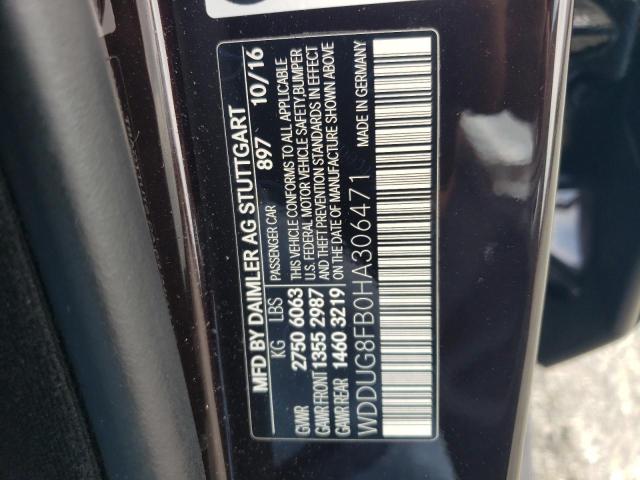 MFD BY DAIMLER AG STUTTGART
897 10/16
KG LBS PASSENGER CAR
GVWR 2750 6063 THIS VEHICLE CONFORMS TO ALL APPLICABLE
U.S. FEDERAL MOTOR VEHICLE SAFETY,BUMPER
GAWR FRONT 1355 2987 AND THEFT PREVENTION STANDARDS IN EFFECT
GAWR REAR 1460 3219 ON THE DATE OF MANUFACTURE SHOWN ABOVE
WDDUG8FB0HA306471 MADE IN GERMANY